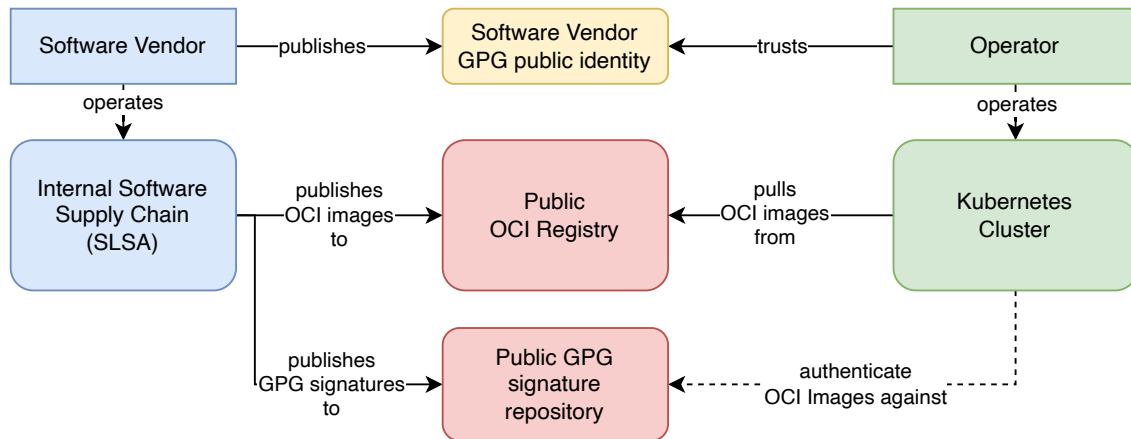 Software Vendor
publishes
Software Vendor
GPG public identity
trusts
Operator
operates
operates
Internal Software
Supply Chain
(SLSA)
publishes
OCI images
to
Public
OCI Registry
pulls
OCI images
from
Kubernetes
Cluster
publishes
GPG signatures
to
Public GPG
signature
repository
authenticate
OCI Images against